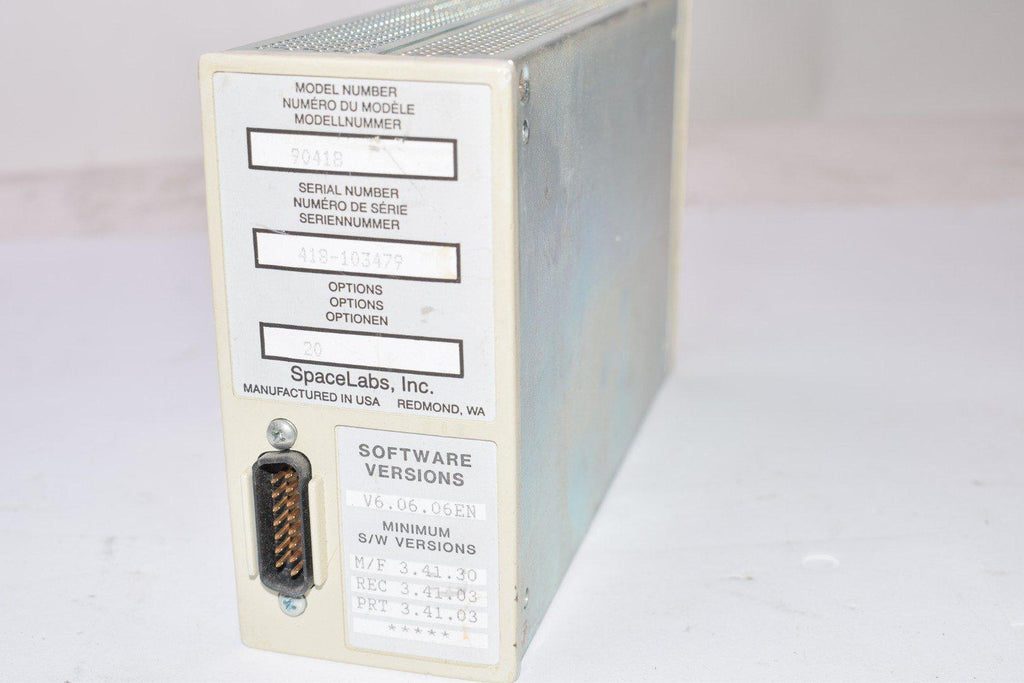 MODEL NUMBER
NUMÉRO DU MODÈLE
MODELLNUMMER
90418
SERIAL NUMBER
NUMÉRO DE SÉRIE
SERIENNUMMER
418-103479
OPTIONS
OPTIONS
OPTIONEN
20
SpaceLabs, Inc.
MANUFACTURED IN USA REDMOND, WA
SOFTWARE
VERSIONS
V6.06.06EN
MINIMUM
S/W VERSIONS
M/F 3.41.30
REC 3.41.03
PRT 3.41.03
*****